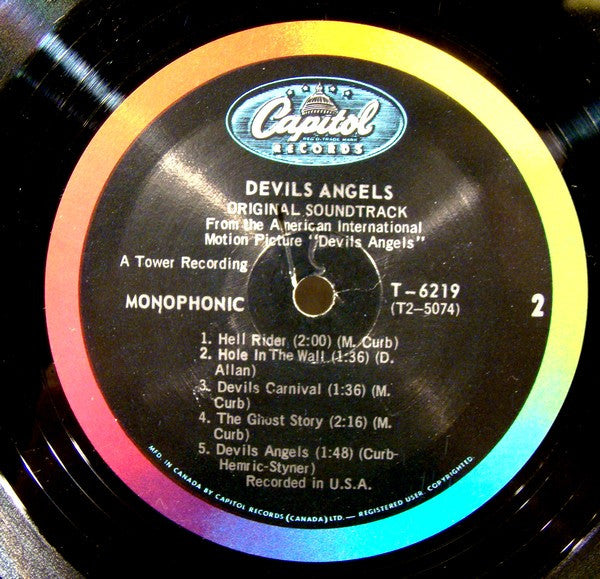 Capitol
REG'D. TRADE MARK
RECORDS
DEVILS ANGELS
ORIGINAL SOUNDTRACK
From the American International
Motion Picture "Devils Angels"
A Tower Recording
MONOPHONIC
T-6219
(T2-5074)
2
1. Hell Rider (2:00) (M. Curb)
2. Hole In The Wall (1:36) (D.
Allan)
3. Devils Carnival (1:36) (M.
Curb)
4. The Ghost Story (2:16) (M.
Curb)
5. Devils Angels (1:48) (Curb-
Hemric-Styner)
Recorded in U.S.A.
MFD. IN CANADA BY CAPITOL RECORDS (CANADA) LTD. — REGISTERED USER. COPYRIGHTED.